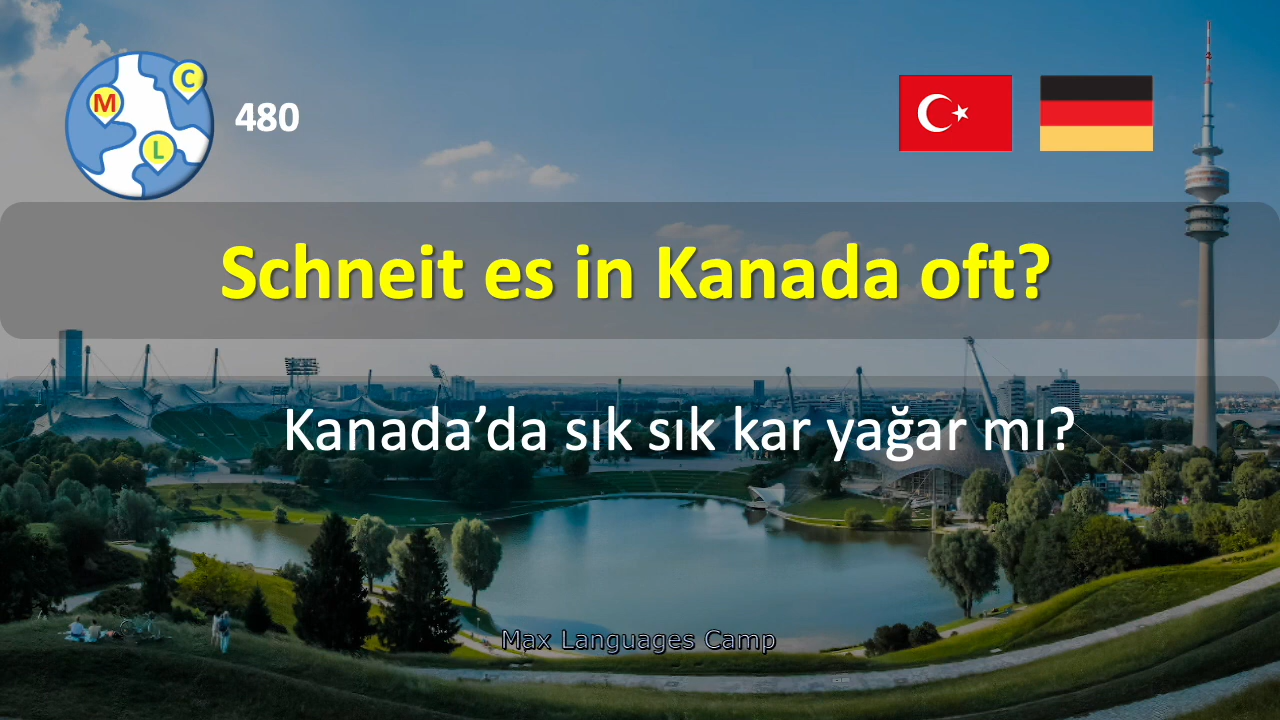 M
C
L
480
Schneit es in Kanada oft?
Kanada’da sık sık kar yağar mı?
Max Languages Camp